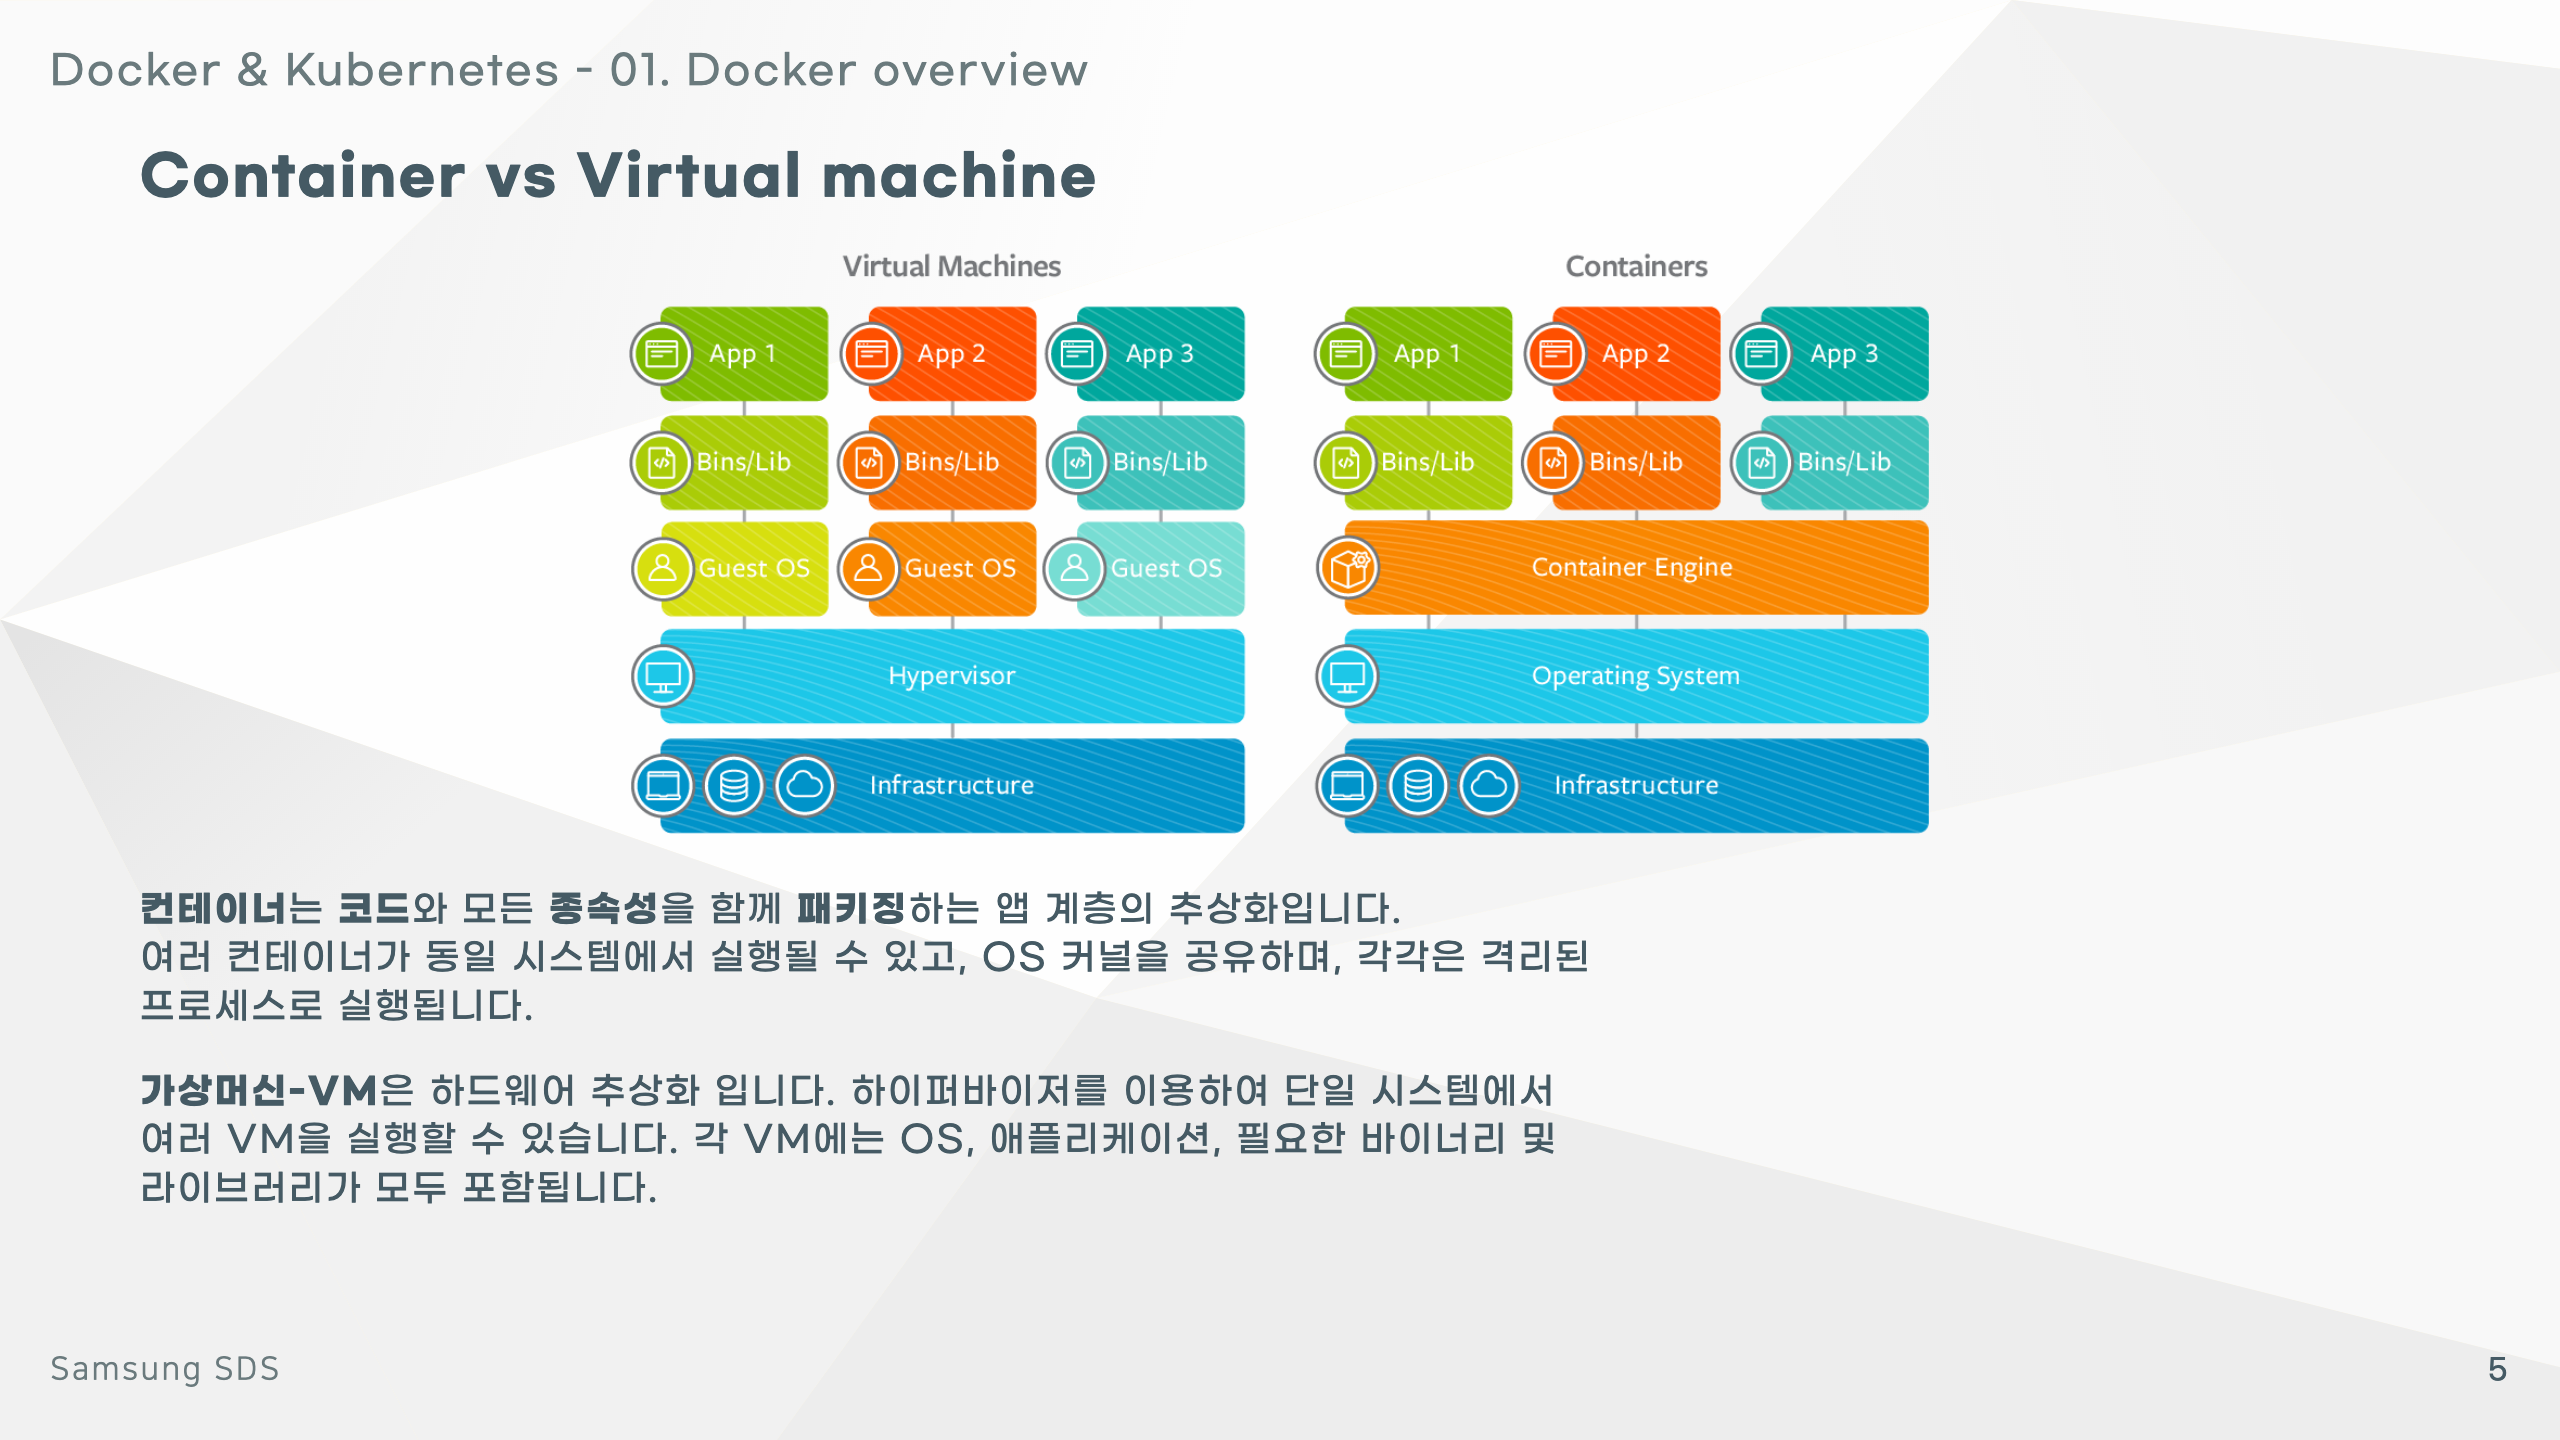 Docker & Kubernetes - 01. Docker overview
Container vs Virtual machine
Virtual Machines
App 1
App 2
App 3
Bins/Lib
Bins/Lib
Bins/Lib
Guest OS
Guest OS
Guest OS
Hypervisor
Infrastructure
Containers
App 1
App 2
App 3
Bins/Lib
Bins/Lib
Bins/Lib
Container Engine
Operating System
Infrastructure
컨테이너는 코드와 모든 종속성을 함께 패키징하는 앱 계층의 추상화입니다.
여러 컨테이너가 동일 시스템에서 실행될 수 있고, OS 커널을 공유하며, 각각은 격리된
프로세스로 실행됩니다.
가상머신-VM은 하드웨어 추상화 입니다. 하이퍼바이저를 이용하여 단일 시스템에서
여러 VM을 실행할 수 있습니다. 각 VM에는 OS, 애플리케이션, 필요한 바이너리 및
라이브러리가 모두 포함됩니다.
Samsung SDS
5